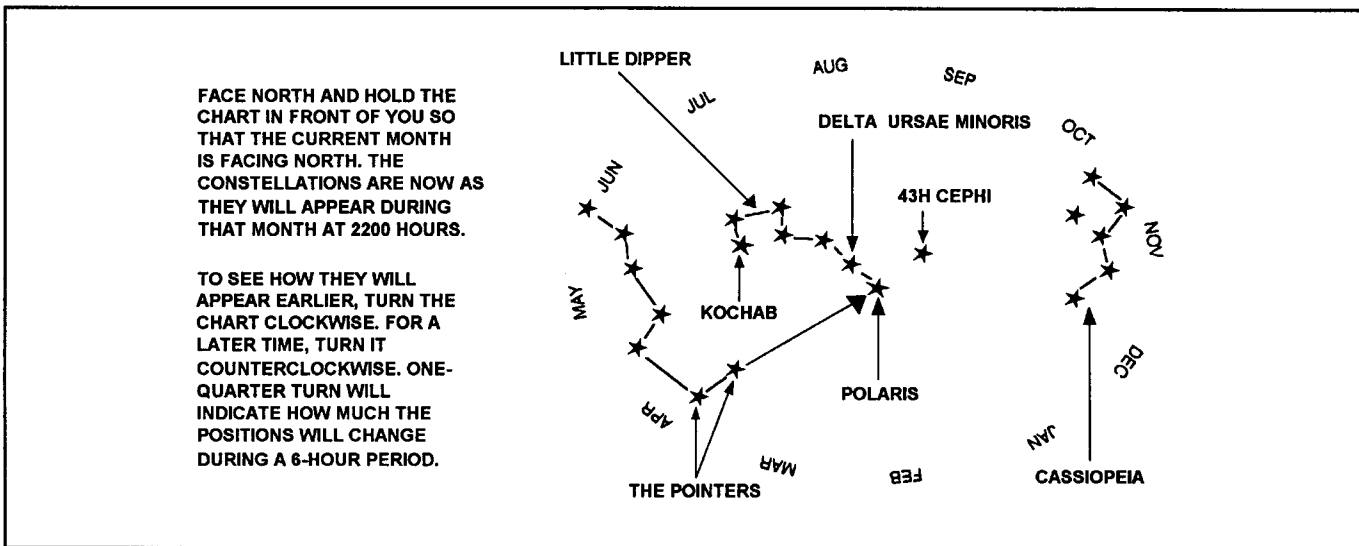 FACE NORTH AND HOLD THE
CHART IN FRONT OF YOU SO
THAT THE CURRENT MONTH
IS FACING NORTH. THE
CONSTELLATIONS ARE NOW AS
THEY WILL APPEAR DURING
THAT MONTH AT 2200 HOURS.
TO SEE HOW THEY WILL
APPEAR EARLIER, TURN THE
CHART CLOCKWISE. FOR A
LATER TIME, TURN IT
COUNTERCLOCKWISE. ONE-
QUARTER TURN WILL
INDICATE HOW MUCH THE
POSITIONS WILL CHANGE
DURING A 6-HOUR PERIOD.
LITTLE DIPPER
AUG
SEP
JUL
DELTA URSAE MINORIS
OCT
JUN
43H CEPHI
NOV
MAY
KOCHAB
DEC
POLARIS
APR
JAN
MAR
FEB
CASSIOPEIA
THE POINTERS